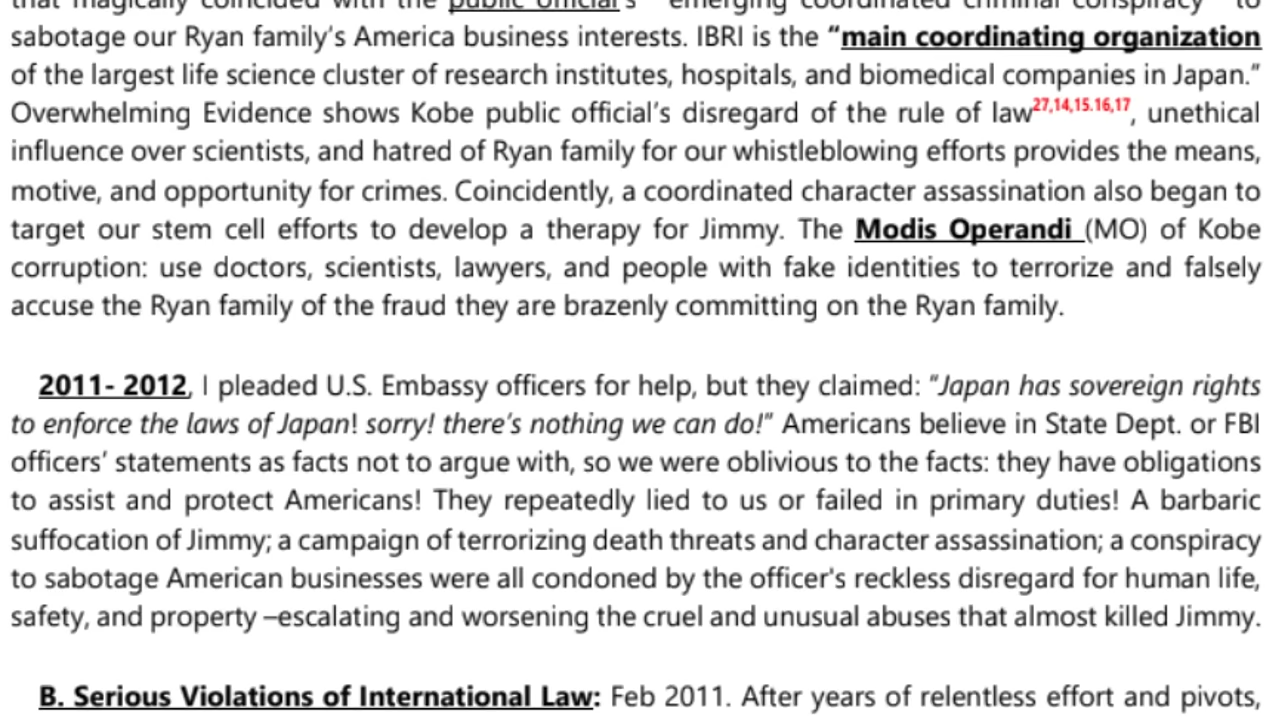 that magically coincided with the public official's "emerging coordinated criminal conspiracy" to
sabotage our Ryan family's America business interests. IBRI is the “main coordinating organization
of the largest life science cluster of research institutes, hospitals, and biomedical companies in Japan.”
Overwhelming Evidence shows Kobe public official’s disregard of the rule of law27,14,15.16,17, unethical
influence over scientists, and hatred of Ryan family for our whistleblowing efforts provides the means,
motive, and opportunity for crimes. Coincidently, a coordinated character assassination also began to
target our stem cell efforts to develop a therapy for Jimmy. The Modis Operandi (MO) of Kobe
corruption: use doctors, scientists, lawyers, and people with fake identities to terrorize and falsely
accuse the Ryan family of the fraud they are brazenly committing on the Ryan family.
2011- 2012, I pleaded U.S. Embassy officers for help, but they claimed: “Japan has sovereign rights
to enforce the laws of Japan! sorry! there’s nothing we can do!” Americans believe in State Dept. or FBI
officers’ statements as facts not to argue with, so we were oblivious to the facts: they have obligations
to assist and protect Americans! They repeatedly lied to us or failed in primary duties! A barbaric
suffocation of Jimmy; a campaign of terrorizing death threats and character assassination; a conspiracy
to sabotage American businesses were all condoned by the officer's reckless disregard for human life,
safety, and property –escalating and worsening the cruel and unusual abuses that almost killed Jimmy.
B. Serious Violations of International Law: Feb 2011. After years of relentless effort and pivots,